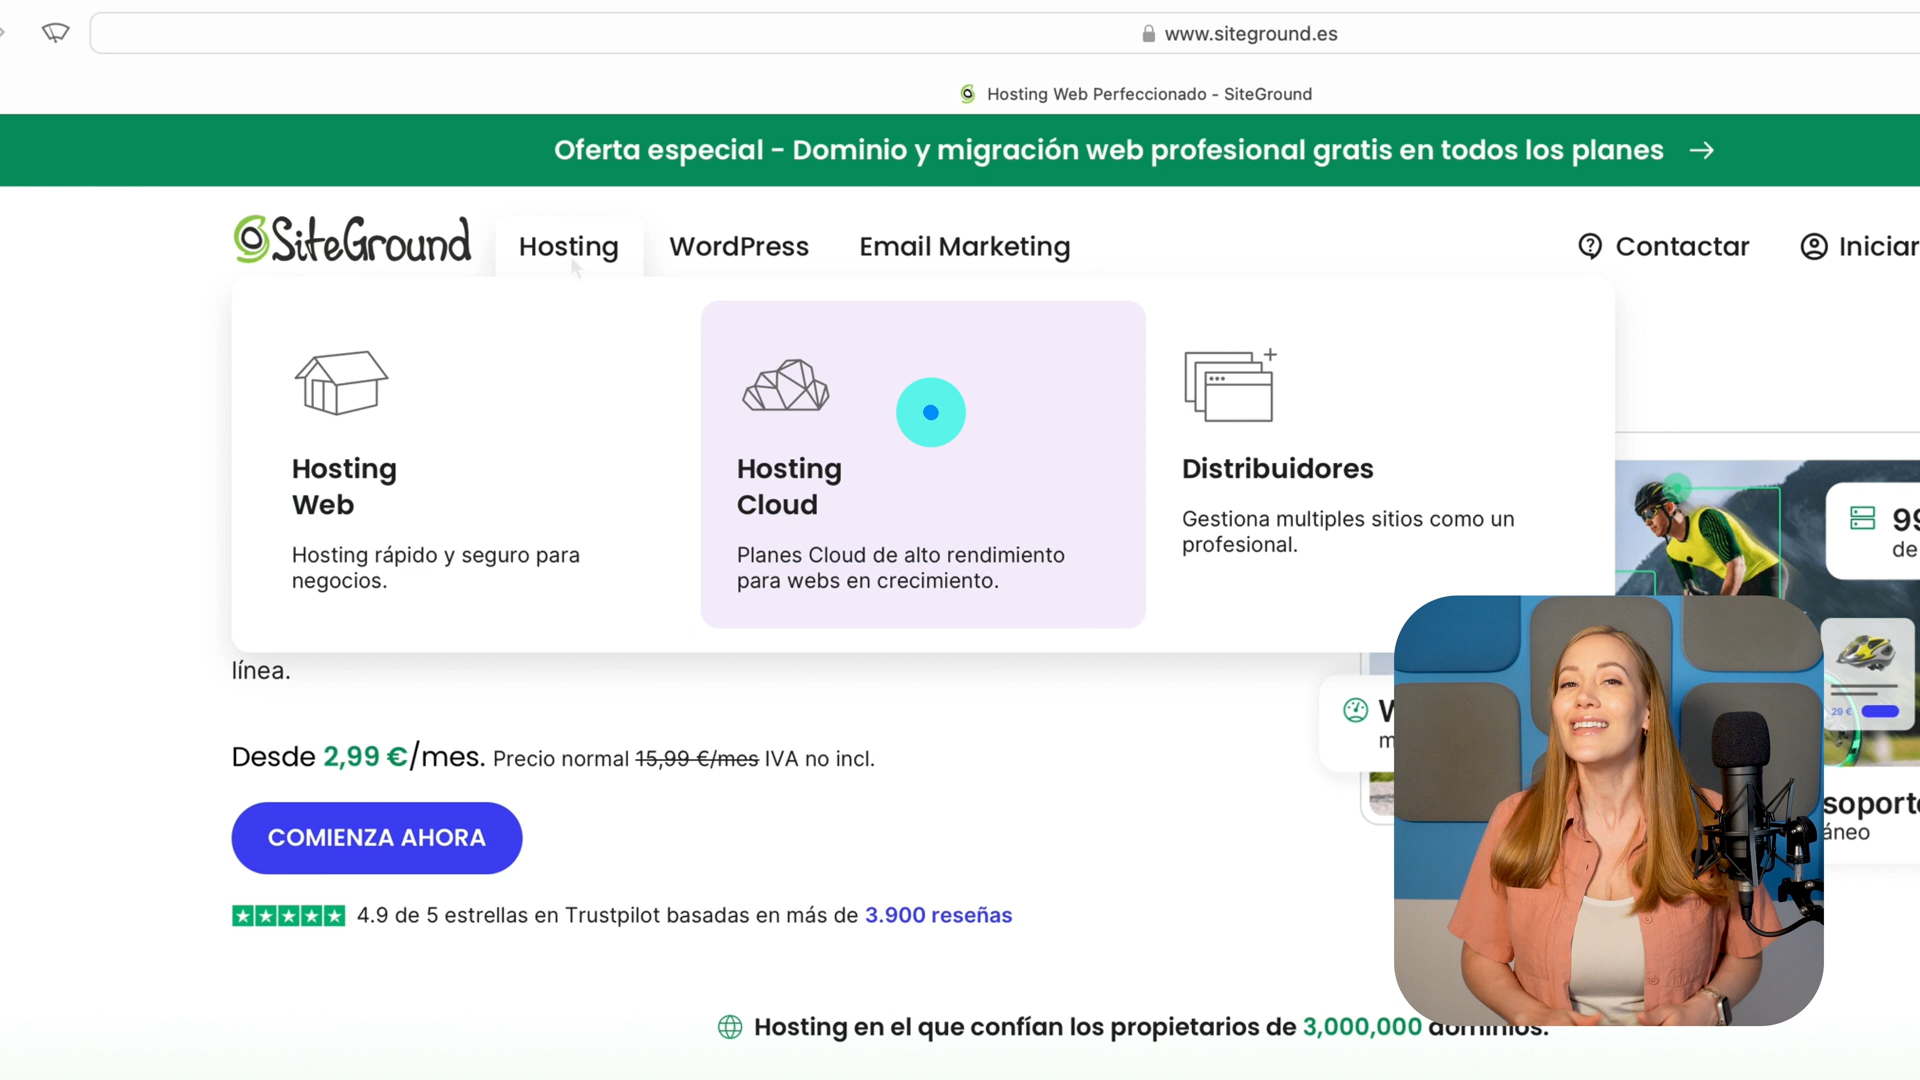 www.siteground.es
Hosting Web Perfeccionado - SiteGround
Oferta especial - Dominio y migración web profesional gratis en todos los planes →
SiteGround
Hosting
WordPress
Email Marketing
Contactar
Iniciar
Hosting
Web
Hosting rápido y seguro para
negocios.
Hosting
Cloud
Planes Cloud de alto rendimiento
para webs en crecimiento.
Distribuidores
Gestiona multiples sitios como un
profesional.
99
de
línea.
29 €
Desde 2,99 €/mes. Precio normal 15,99 €/mes IVA no incl.
COMIENZA AHORA
4.9 de 5 estrellas en Trustpilot basadas en más de 3.900 reseñas
Hosting en el que confían los propietarios de 3,000,000 dominios.